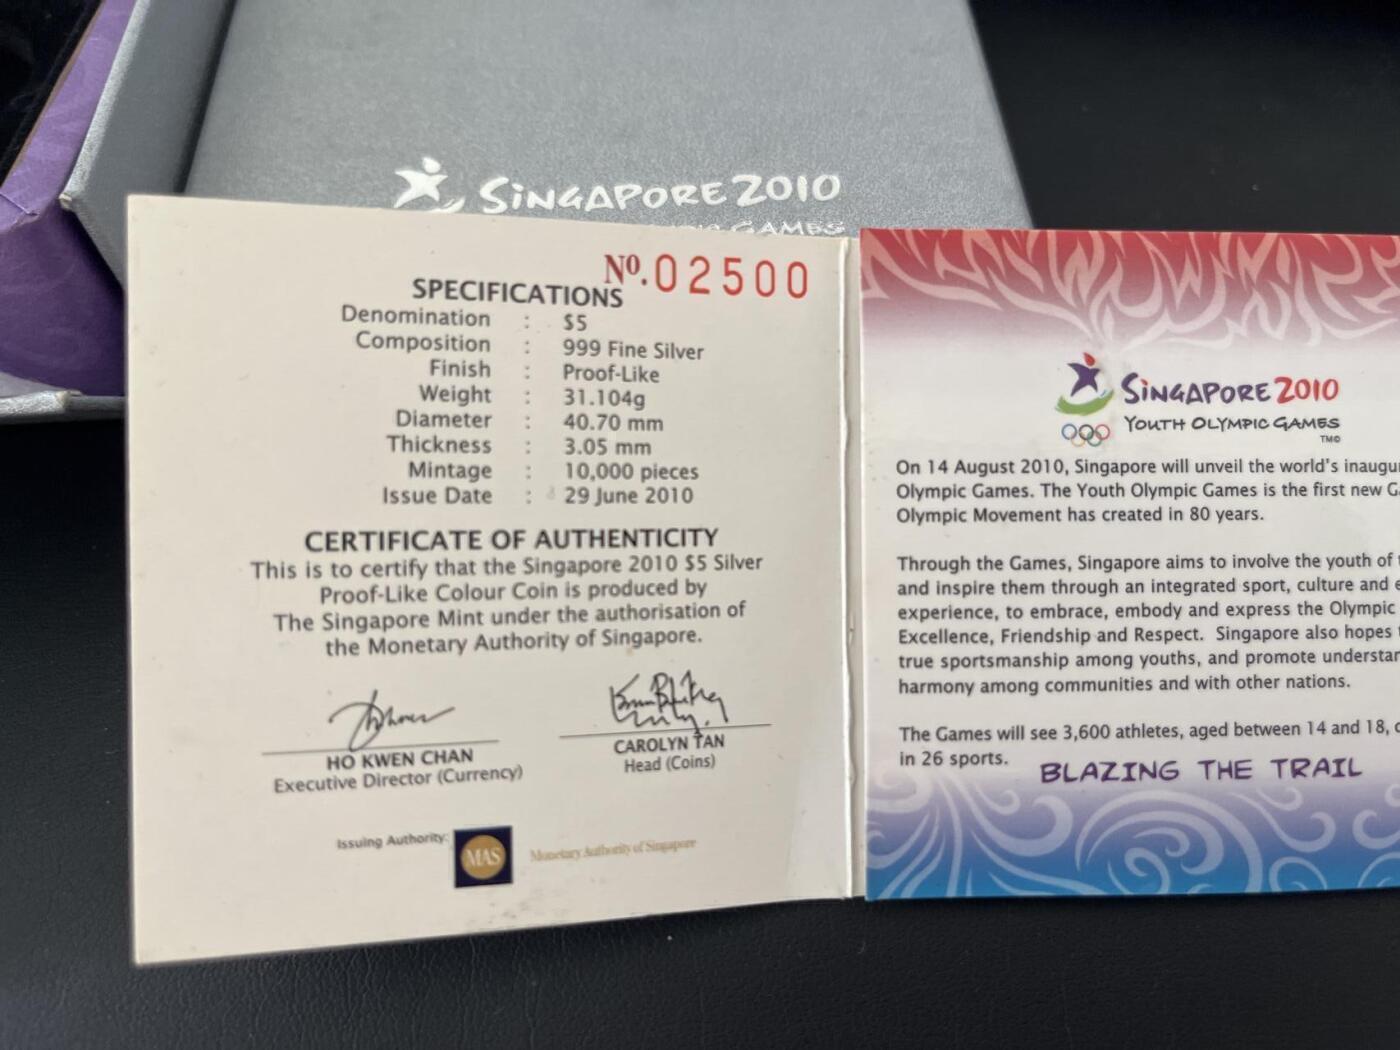 SINGAPORE 2010
GAMES
No. 02500
SPECIFICATIONS
Denomination : $5
Composition : 999 Fine Silver
Finish : Proof-Like
Weight : 31.104g
Diameter : 40.70 mm
Thickness : 3.05 mm
Mintage : 10,000 pieces
Issue Date : 29 June 2010
CERTIFICATE OF AUTHENTICITY
This is to certify that the Singapore 2010 $5 Silver
Proof-Like Colour Coin is produced by
The Singapore Mint under the authorisation of
the Monetary Authority of Singapore.
HO KWEN CHAN
Executive Director (Currency)
CAROLYN TAN
Head (Coins)
Issuing Authority:
MAS
Monetary Authority of Singapore
SINGAPORE 2010
YOUTH OLYMPIC GAMES
TM©
On 14 August 2010, Singapore will unveil the world's inaugu
Olympic Games. The Youth Olympic Games is the first new G
Olympic Movement has created in 80 years.
Through the Games, Singapore aims to involve the youth of
and inspire them through an integrated sport, culture and e
experience, to embrace, embody and express the Olympic
Excellence, Friendship and Respect. Singapore also hopes
true sportsmanship among youths, and promote understan
harmony among communities and with other nations.
The Games will see 3,600 athletes, aged between 14 and 18,
in 26 sports.
BLAZING THE TRAIL